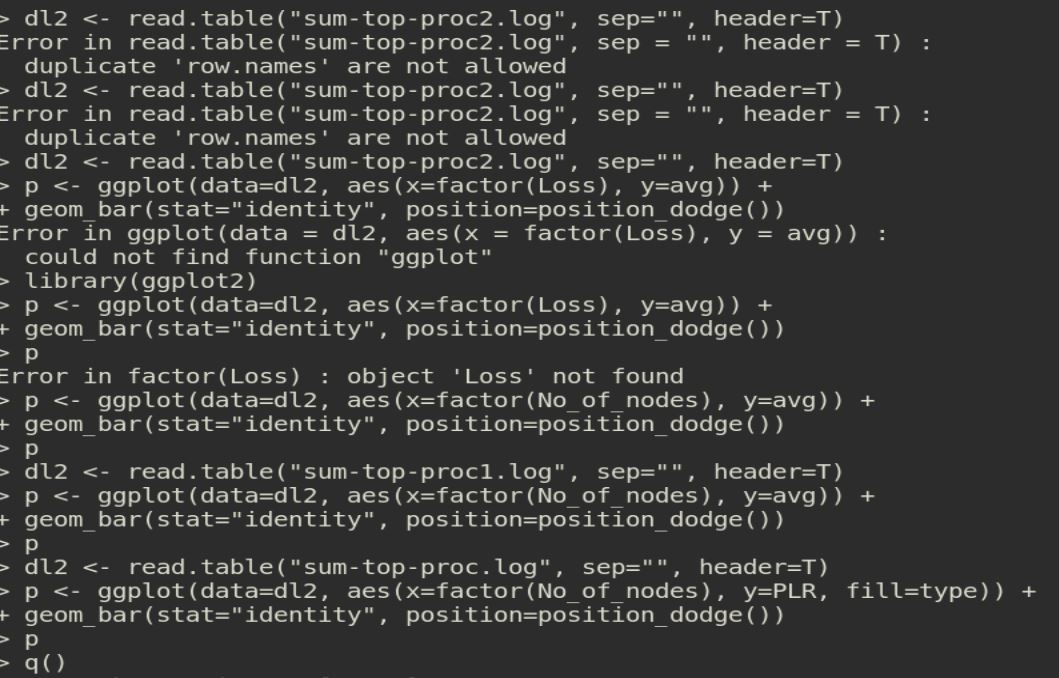 > dl2 <- read.table("sum-top-proc2.log", sep="", header=T)
Error in read.table("sum-top-proc2.log", sep = "", header = T) :
  duplicate 'row.names' are not allowed
> dl2 <- read.table("sum-top-proc2.log", sep="", header=T)
Error in read.table("sum-top-proc2.log", sep = "", header = T) :
  duplicate 'row.names' are not allowed
> dl2 <- read.table("sum-top-proc2.log", sep="", header=T)
> p <- ggplot(data=dl2, aes(x=factor(Loss), y=avg)) +
+ geom_bar(stat="identity", position=position_dodge())
Error in ggplot(data = dl2, aes(x = factor(Loss), y = avg)) :
  could not find function "ggplot"
> library(ggplot2)
> p <- ggplot(data=dl2, aes(x=factor(Loss), y=avg)) +
+ geom_bar(stat="identity", position=position_dodge())
> p
Error in factor(Loss) : object 'Loss' not found
> p <- ggplot(data=dl2, aes(x=factor(No_of_nodes), y=avg)) +
+ geom_bar(stat="identity", position=position_dodge())
> p
> dl2 <- read.table("sum-top-proc1.log", sep="", header=T)
> p <- ggplot(data=dl2, aes(x=factor(No_of_nodes), y=avg)) +
+ geom_bar(stat="identity", position=position_dodge())
> p
> dl2 <- read.table("sum-top-proc.log", sep="", header=T)
> p <- ggplot(data=dl2, aes(x=factor(No_of_nodes), y=PLR, fill=type)) +
+ geom_bar(stat="identity", position=position_dodge())
> p
> q()